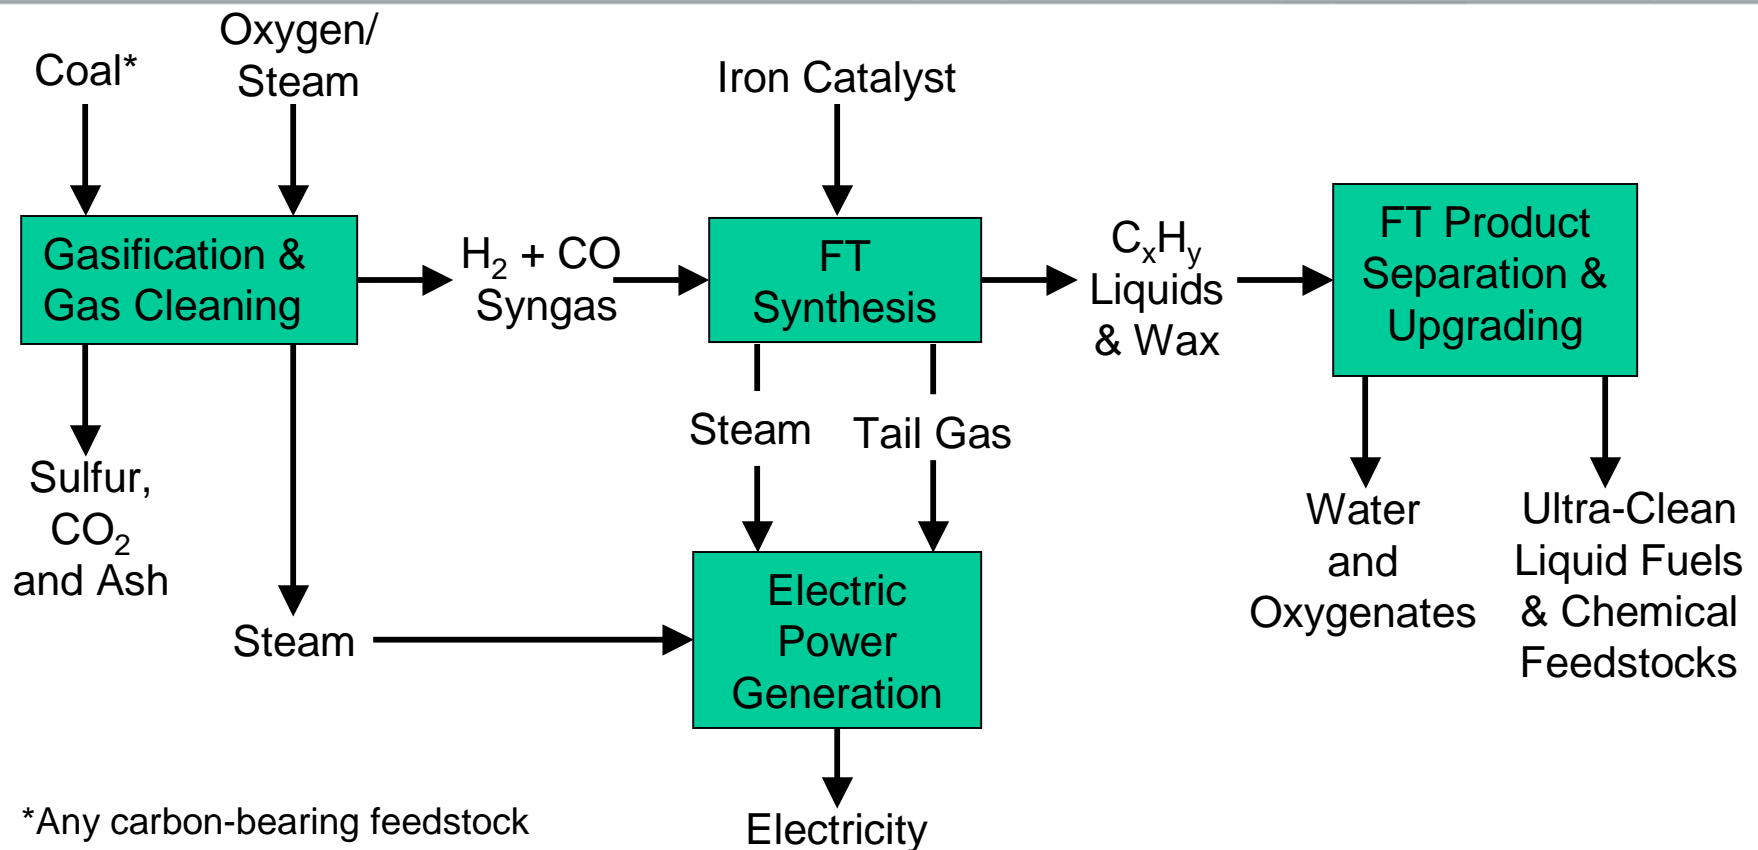 Coal*
Oxygen/
Steam
Iron Catalyst
Gasification &
Gas Cleaning
H₂ + CO
Syngas
FT
Synthesis
CₓHᵧ
Liquids
& Wax
FT Product
Separation &
Upgrading
Sulfur,
CO₂
and Ash
Steam
Steam
Tail Gas
Electric
Power
Generation
Water
and
Oxygenates
Ultra-Clean
Liquid Fuels
& Chemical
Feedstocks
*Any carbon-bearing feedstock
Electricity